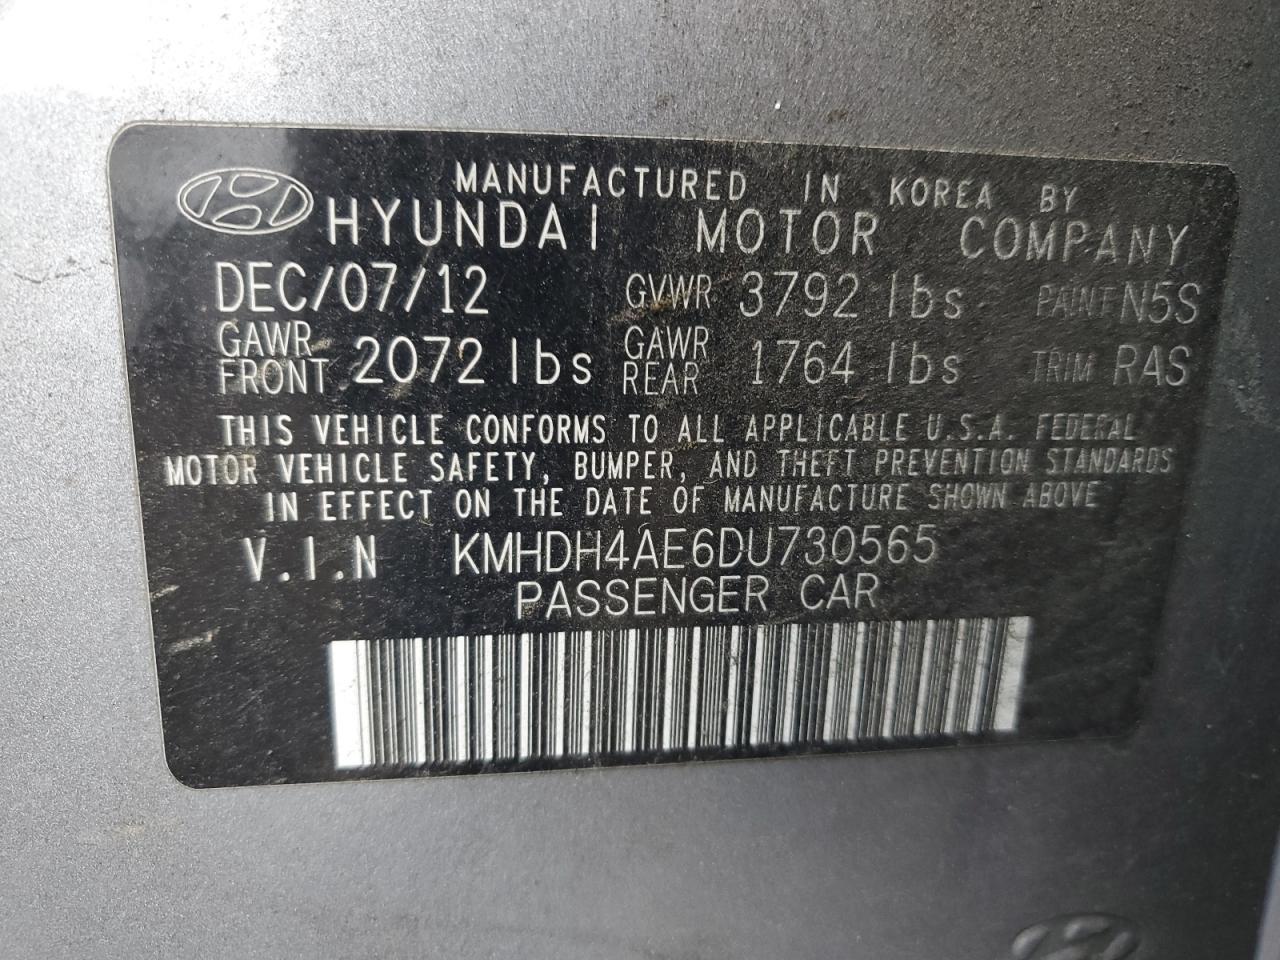 MANUFACTURED IN KOREA BY
HYUNDAI MOTOR COMPANY
DEC/07/12 GVWR 3792 lbs PAINT N5S
GAWR FRONT 2072 lbs GAWR REAR 1764 lbs TRIM RAS
THIS VEHICLE CONFORMS TO ALL APPLICABLE U.S.A. FEDERAL
MOTOR VEHICLE SAFETY, BUMPER, AND THEFT PREVENTION STANDARDS
IN EFFECT ON THE DATE OF MANUFACTURE SHOWN ABOVE
V.I.N KMHDH4AE6DU730565
PASSENGER CAR